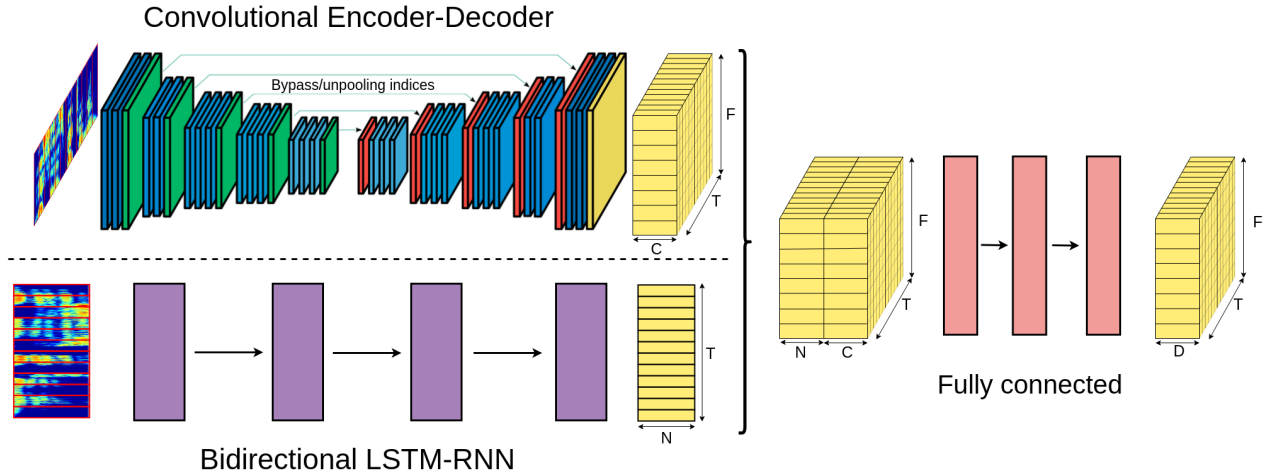 Convolutional Encoder-Decoder
Bypass/unpooling indices
F
T
C
T
N
Bidirectional LSTM-RNN
F
T
N
C
Fully connected
F
T
D